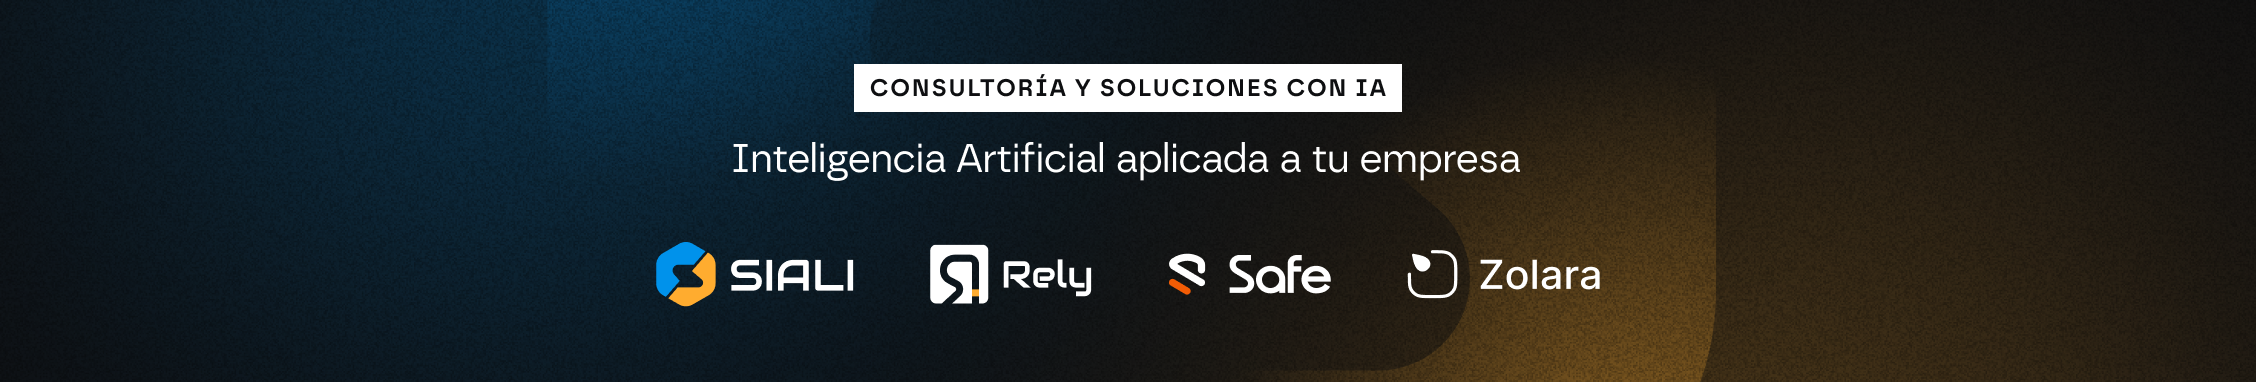 CONSULTORÍA Y SOLUCIONES CON IA
Inteligencia Artificial aplicada a tu empresa
SIALI Rely Safe Zolara